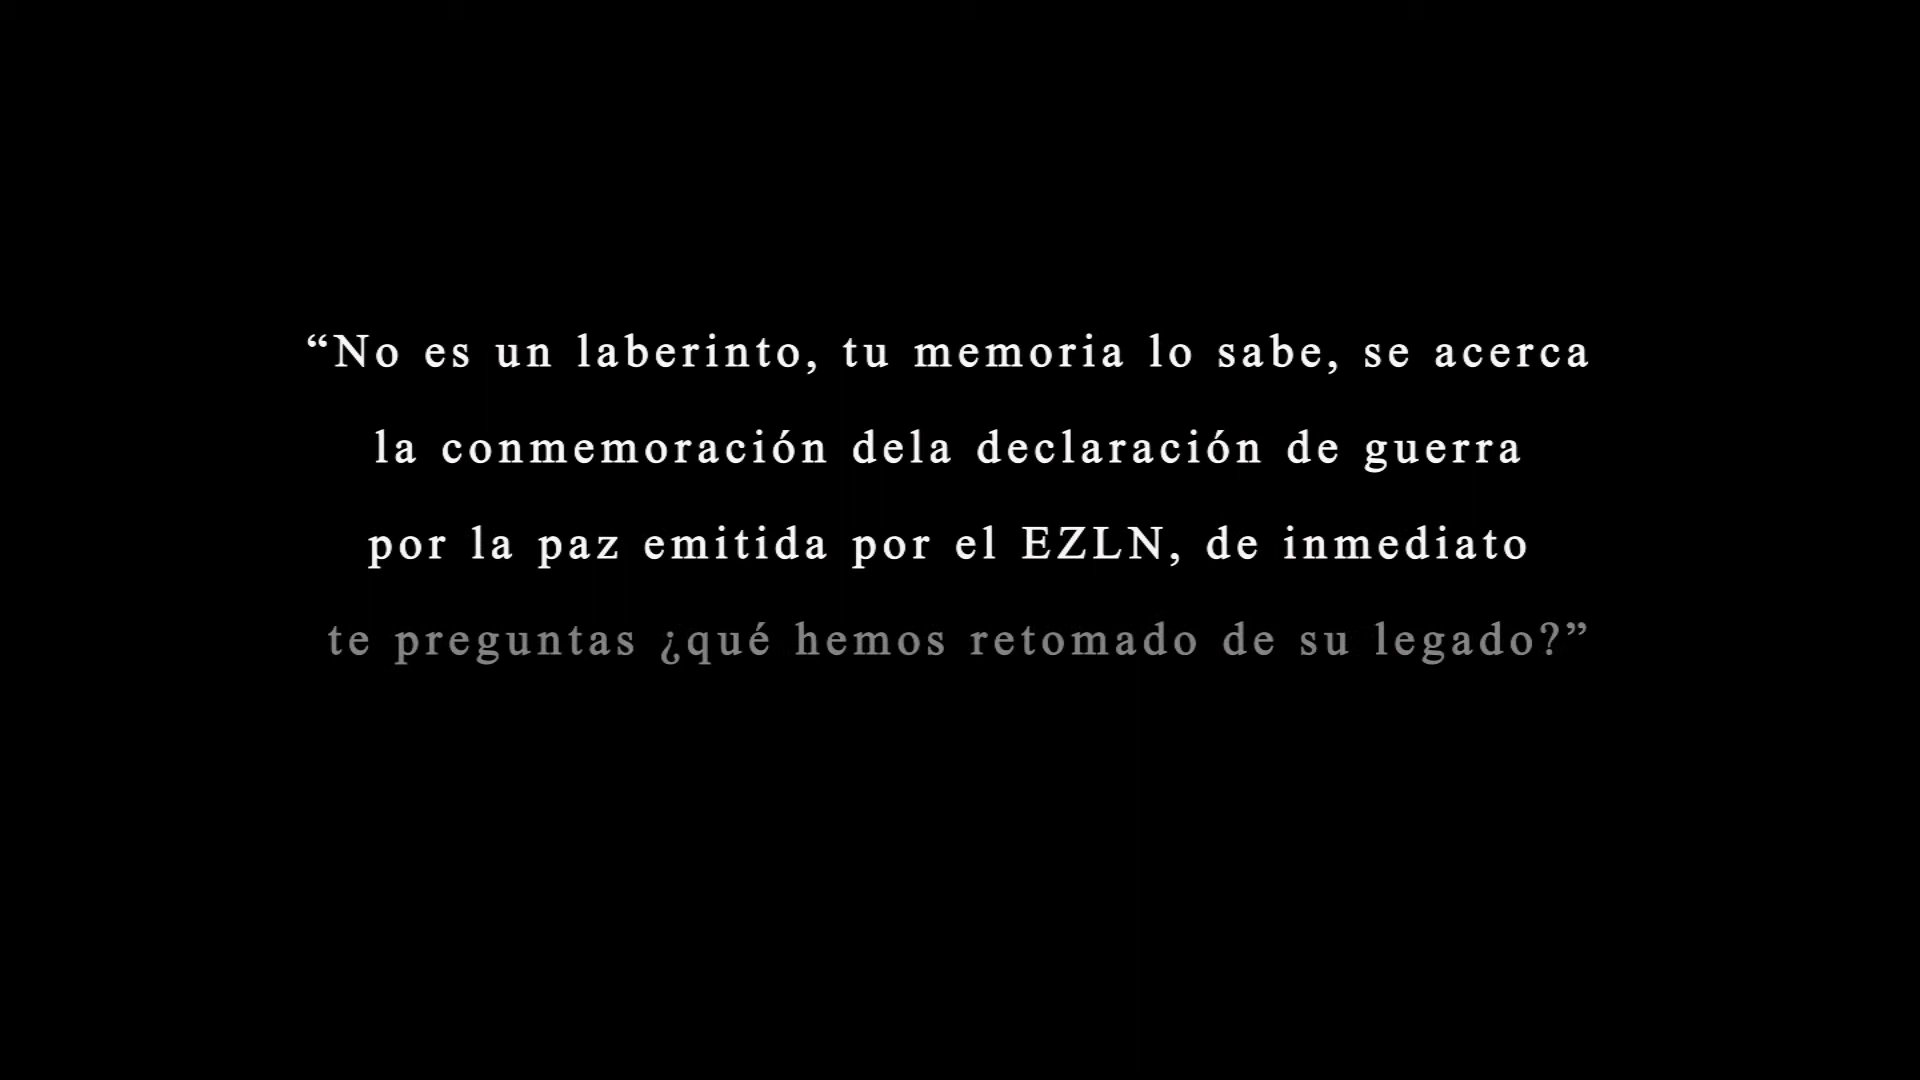 “No es un laberinto, tu memoria lo sabe, se acerca
la conmemoración dela declaración de guerra
por la paz emitida por el EZLN, de inmediato
te preguntas ¿qué hemos retomado de su legado?”